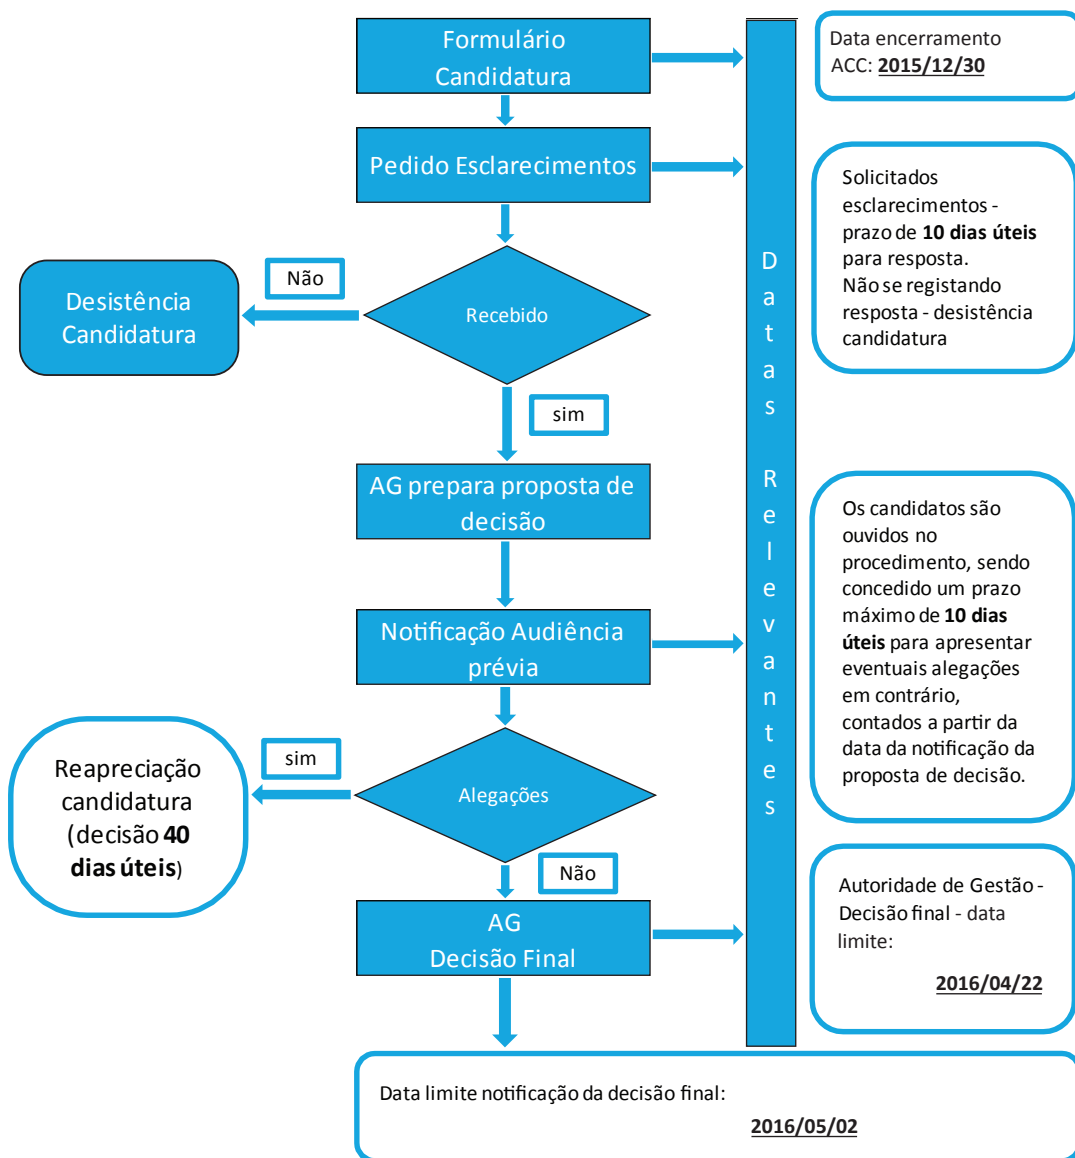 Formulário
Candidatura
Data encerramento
ACC: 2015/12/30
Pedido Esclarecimentos
Solicitados
esclarecimentos -
prazo de 10 dias úteis
para resposta.
Não se registando
resposta - desistência
candidatura
Não
Desistência
Candidatura
Recebido
sim
Datas Relevantes
AG prepara proposta de
decisão
Notificação Audiência
prévia
Os candidatos são
ouvidos no
procedimento, sendo
concedido um prazo
máximo de 10 dias
úteis para apresentar
eventuais alegações
em contrário,
contados a partir da
data da notificação da
proposta de decisão.
sim
Reapreciação
candidatura
(decisão 40
dias úteis)
Alegações
Não
AG
Decisão Final
Autoridade de Gestão -
Decisão final - data
limite:
2016/04/22
Data limite notificação da decisão final:
2016/05/02